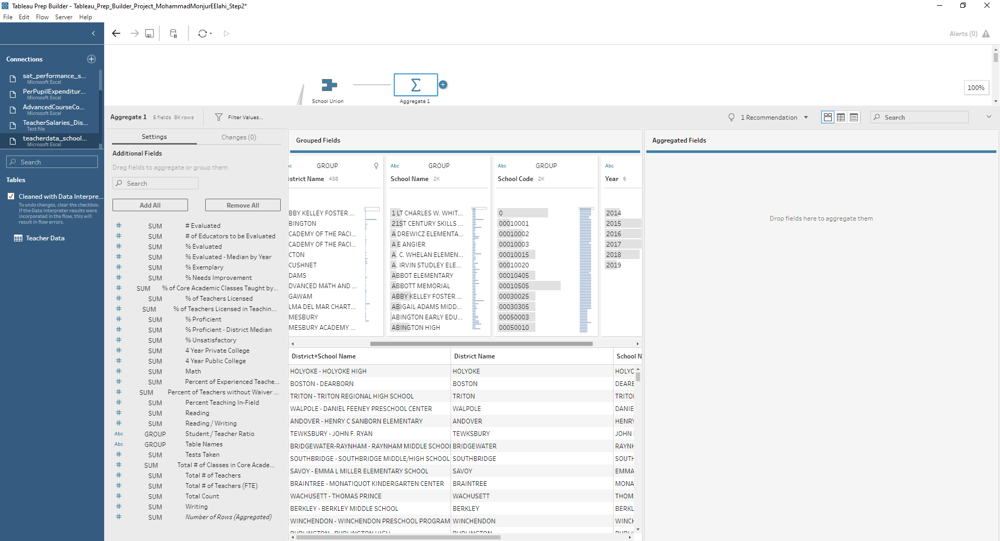 Tableau Prep Builder - Tableau_Prep_Builder_Project_MohammadMonjurEElahi_Step2*
File Edit Flow Server Help
Alerts (0)
Connections
sat_performance_s...
Microsoft Excel
PerPupilExpenditur...
Microsoft Excel
AdvancedCourseCo...
Microsoft Excel
TeacherSalaries_Dis...
Text file
teacherdata_school...
Microsoft Excel
Search
Tables
Cleaned with Data Interpre...
To undo changes, clear the checkbox.
If the Data Interpreter results were
incorporated in the flow, this will
result in flow errors.
Teacher Data
School Union
Aggregate 1
100%
Aggregate 1 5 fields 8K rows
Filter Values...
1 Recommendation
Search
Settings
Changes (0)
Additional Fields
Drag fields to aggregate or group them.
Search
Add All
Remove All
# SUM # Evaluated
# SUM # of Educators to be Evaluated
# SUM % Evaluated
# SUM % Evaluated - Median by Year
# SUM % Exemplary
# SUM % Needs Improvement
# SUM % of Core Academic Classes Taught by...
# SUM % of Teachers Licensed
# SUM % of Teachers Licensed in Teachin...
# SUM % Proficient
# SUM % Proficient - District Median
# SUM % Unsatisfactory
# SUM 4 Year Private College
# SUM 4 Year Public College
# SUM Math
# SUM Percent of Experienced Teache...
# SUM Percent of Teachers without Waiver ...
# SUM Percent Teaching In-Field
# SUM Reading
# SUM Reading / Writing
Abc GROUP Student / Teacher Ratio
Abc GROUP Table Names
# SUM Tests Taken
# SUM Total # of Classes in Core Acade...
# SUM Total # of Teachers
# SUM Total # of Teachers (FTE)
# SUM Total Count
# SUM Writing
# SUM Number of Rows (Aggregated)
Grouped Fields
bc GROUP
istrict Name 438
BBY KELLEY FOSTER ...
BINGTON
CADEMY OF THE PACI...
CADEMY OF THE PACI...
CTON
CUSHNET
DAMS
DVANCED MATH AND ...
GAWAM
LMA DEL MAR CHART...
MESBURY
MESBURY ACADEMY ...
Abc GROUP
School Name 2K
1 LT CHARLES W. WHIT...
21ST CENTURY SKILLS ...
A DREWICZ ELEMENTA...
A E ANGIER
A. C. WHELAN ELEMEN...
A. IRVIN STUDLEY ELE...
ABBOT ELEMENTARY
ABBOTT MEMORIAL
ABBY KELLEY FOSTER ...
ABIGAIL ADAMS MIDD...
ABINGTON EARLY EDU...
ABINGTON HIGH
Abc GROUP
School Code 2K
0
00010001
00010002
00010003
00010015
00010020
00010405
00010505
00030025
00030305
00050003
00050010
Abc
Year 6
2014
2015
2016
2017
2018
2019
Aggregated Fields
Drop fields here to aggregate them
District+School Name District Name School N
HOLYOKE - HOLYOKE HIGH HOLYOKE HOLYO
BOSTON - DEARBORN BOSTON DEARE
TRITON - TRITON REGIONAL HIGH SCHOOL TRITON TRITO
WALPOLE - DANIEL FEENEY PRESCHOOL CENTER WALPOLE DANIE
ANDOVER - HENRY C SANBORN ELEMENTARY ANDOVER HENRY
TEWKSBURY - JOHN F. RYAN TEWKSBURY JOHN
BRIDGEWATER-RAYNHAM - RAYNHAM MIDDLE SCHOOL BRIDGEWATER RAYNH
SOUTHBRIDGE - SOUTHBRIDGE MIDDLE/HIGH SCHOOL SOUTHBRIDGE SOUTH
SAVOY - EMMA L MILLER ELEMENTARY SCHOOL SAVOY EMMA
BRAINTREE - MONATIQUOT KINDERGARTEN CENTER BRAINTREE MONA
WACHUSETT - THOMAS PRINCE WACHUSETT THOM
BERKLEY - BERKLEY MIDDLE SCHOOL BERKLEY BERKL
WINCHENDON - WINCHENDON PRESCHOOL PROGRAM WINCHENDON WINCH
BURLINGTON - BURLINGTON HIGH BURLINGTON BURLI